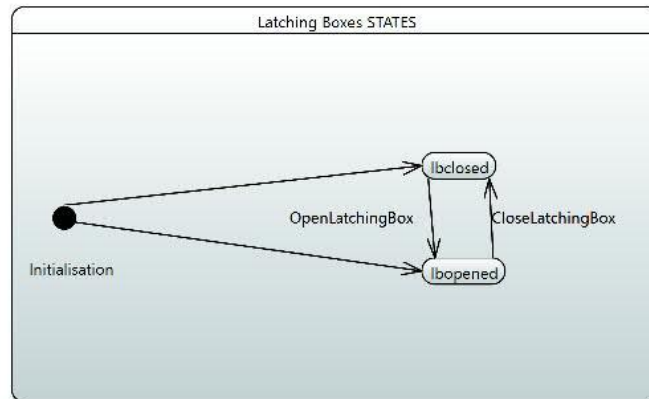 Latching Boxes STATES
lbclosed
OpenLatchingBox
CloseLatchingBox
Initialisation
lbopened